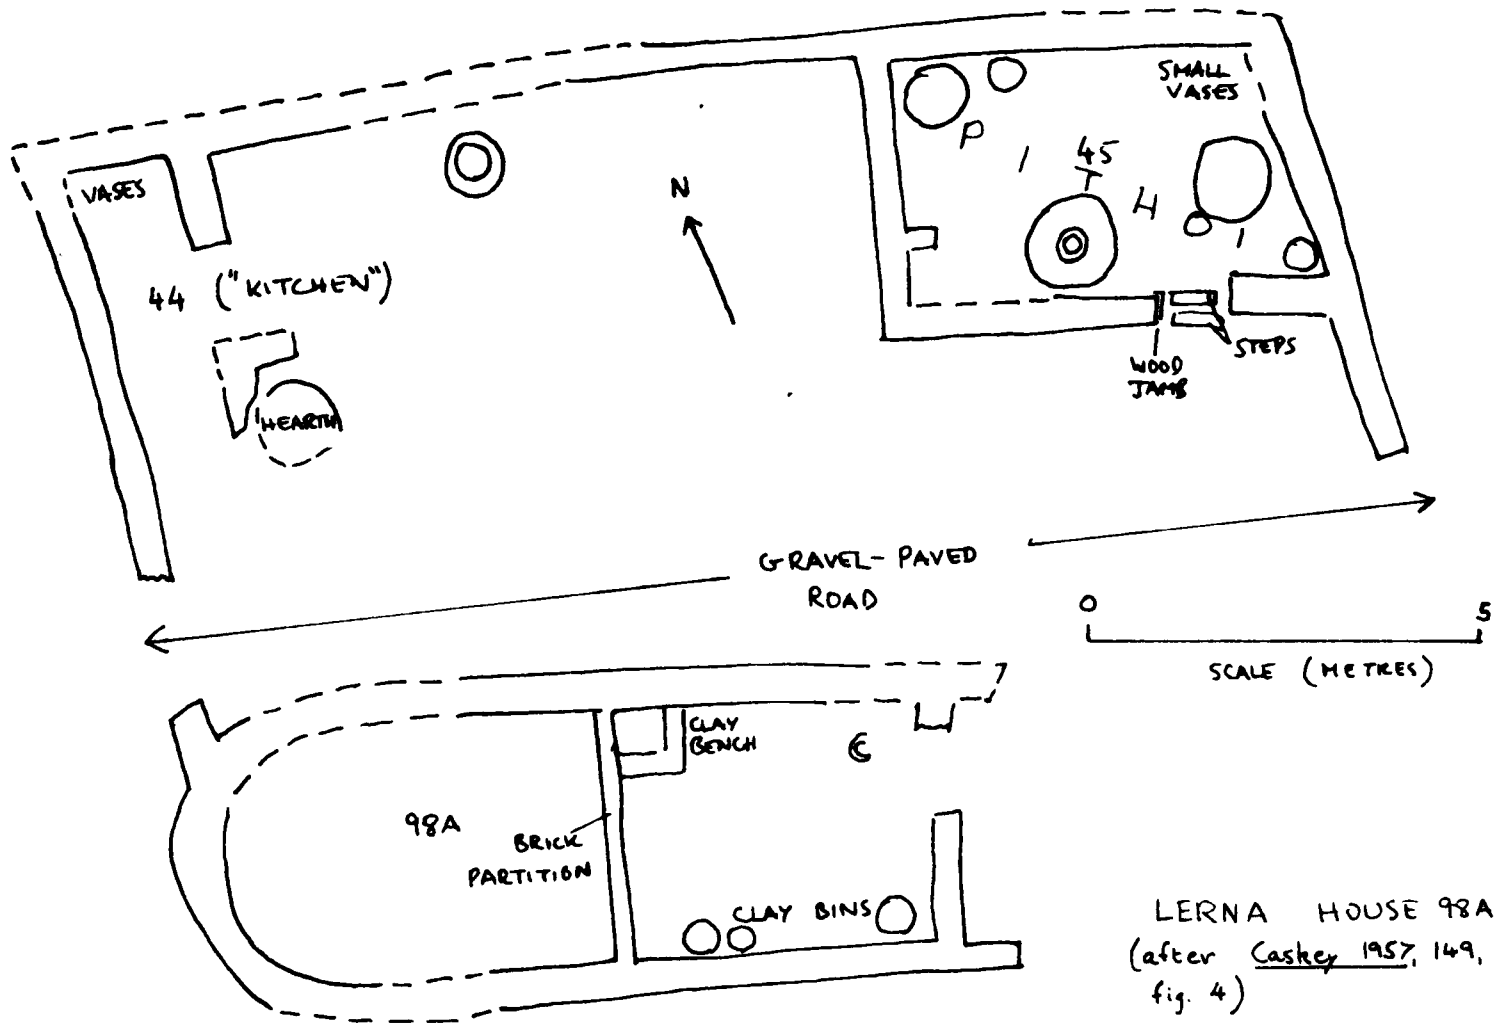 SMALL
VASES
VASES
P I T H I
45
N
44 ("KITCHEN")
STEPS
WOOD
JAMB
HEARTH
GRAVEL-PAVED
ROAD
0 5
SCALE (METRES)
CLAY
BENCH
98A
BRICK
PARTITION
CLAY BINS
LERNA HOUSE 98A
(after Caskey 1957, 149,
fig. 4)